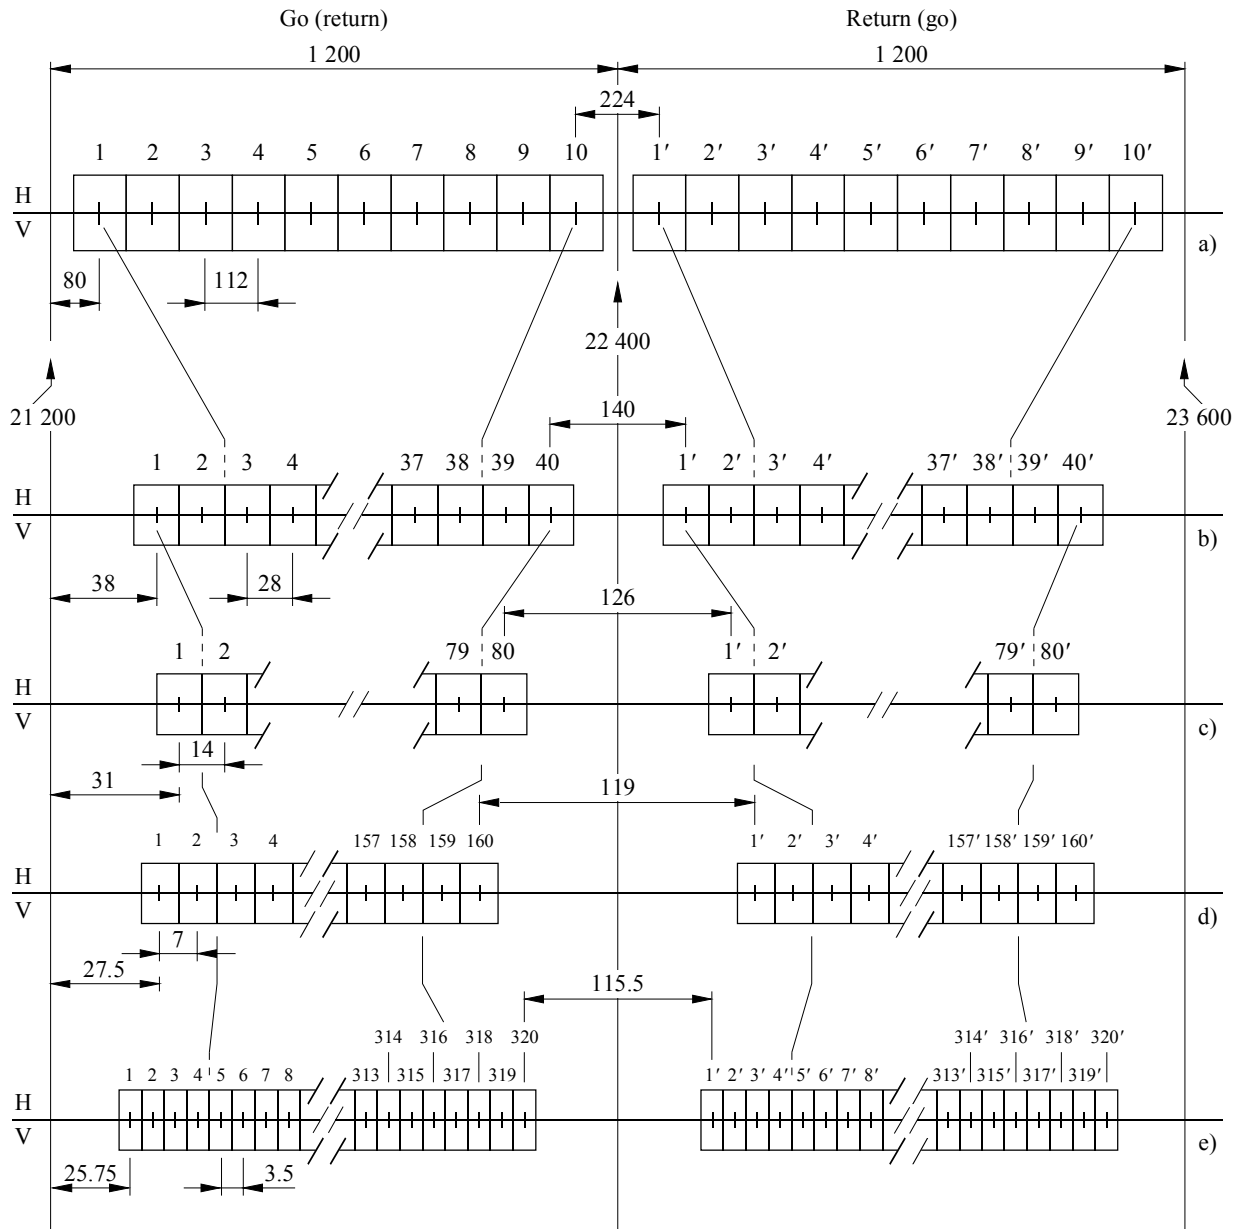 Go (return) Return (go)
1 200 1 200
224
1 2 3 4 5 6 7 8 9 10 1′ 2′ 3′ 4′ 5′ 6′ 7′ 8′ 9′ 10′
H
V
a)
80 112
22 400
21 200 23 600
140
1 2 3 4 37 38 39 40 1′ 2′ 3′ 4′ 37′ 38′ 39′ 40′
H
V
b)
38 28
126
1 2 79 80 1′ 2′ 79′ 80′
H
V
c)
14
31 119
1 2 3 4 157 158 159 160 1′ 2′ 3′ 4′ 157′ 158′ 159′ 160′
H
V
d)
7
27.5 115.5
314 316 318 320 314′ 316′ 318′ 320′
1 2 3 4 5 6 7 8 313 315 317 319 1′ 2′ 3′ 4′ 5′ 6′ 7′ 8′ 313′ 315′ 317′ 319′
H
V
e)
25.75 3.5